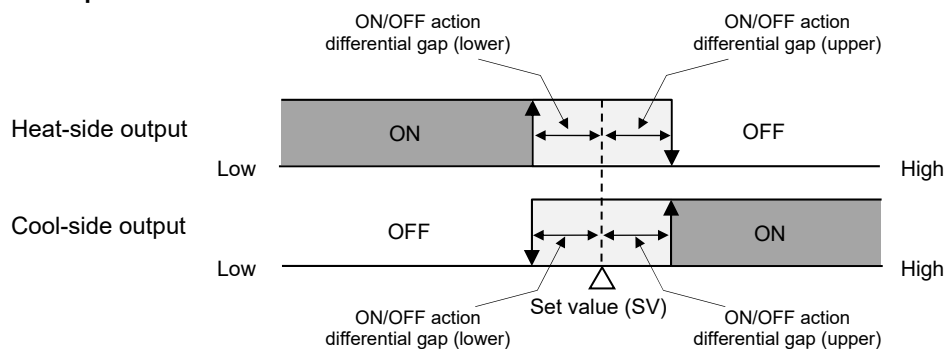 ON/OFF action
differential gap (lower)
ON/OFF action
differential gap (upper)
Heat-side output
ON
OFF
Low
High
Cool-side output
OFF
ON
Low
High
Set value (SV)
ON/OFF action
differential gap (lower)
ON/OFF action
differential gap (upper)